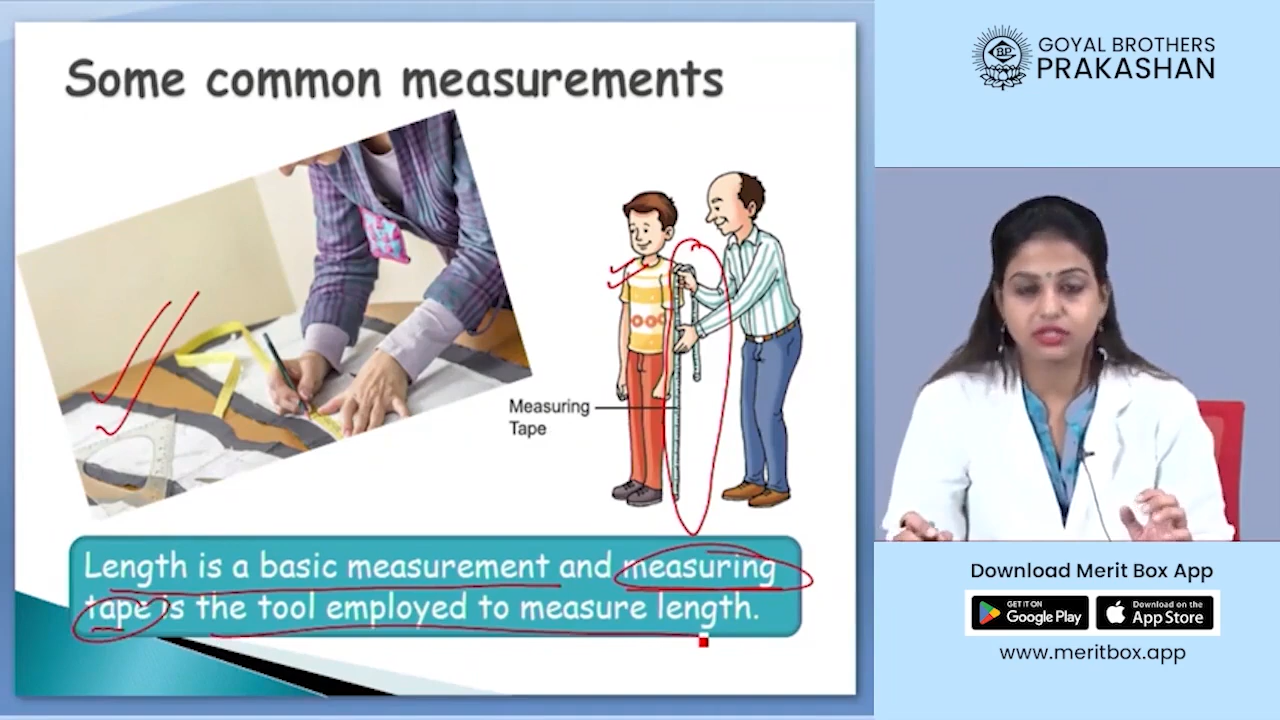 Some common measurements
Measuring
Tape
Length is a basic measurement and measuring
tape is the tool employed to measure length.
BP
GOYAL BROTHERS
PRAKASHAN
Download Merit Box App
GET IT ON
Google Play
Download on the
App Store
www.meritbox.app